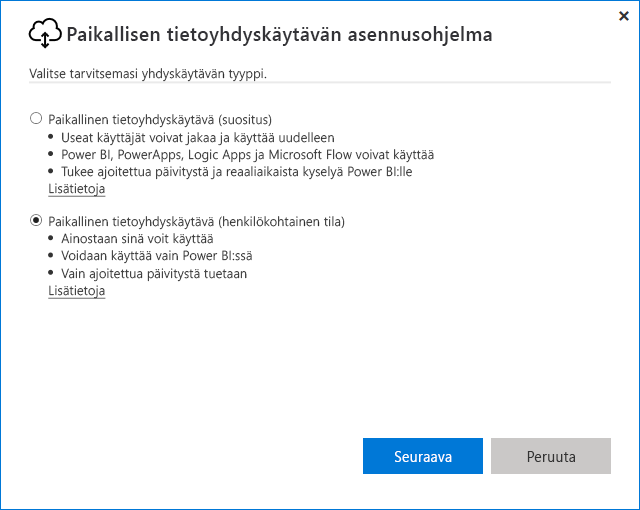 Paikallisen tietoyhdyskäytävän asennusohjelma
Valitse tarvitsemasi yhdyskäytävän tyyppi.
Paikallinen tietoyhdyskäytävä (suositus)
• Useat käyttäjät voivat jakaa ja käyttää uudelleen
• Power BI, PowerApps, Logic Apps ja Microsoft Flow voivat käyttää
• Tukee ajoitettua päivitystä ja reaaliaikaista kyselyä Power BI:lle
Lisätietoja
Paikallinen tietoyhdyskäytävä (henkilökohtainen tila)
• Ainostaan sinä voit käyttää
• Voidaan käyttää vain Power BI:ssä
• Vain ajoitettua päivitystä tuetaan
Lisätietoja
Seuraava
Peruuta